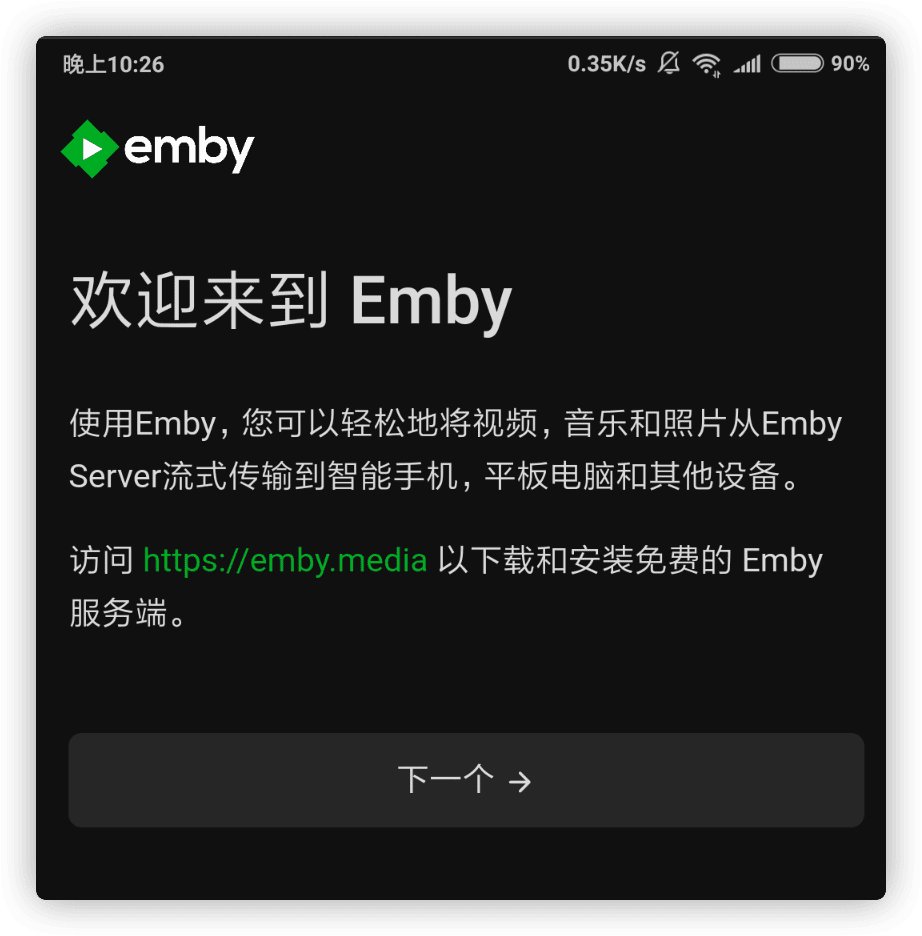 晚上10:26 0.35K/s 90%
emby
欢迎来到 Emby
使用Emby，您可以轻松地将视频，音乐和照片从Emby
Server流式传输到智能手机，平板电脑和其他设备。
访问 https://emby.media 以下载和安装免费的 Emby
服务端。
下一个 →